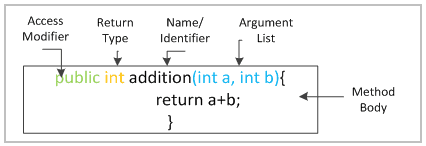 Access
Modifier
Return
Type
Name/
Identifier
Argument
List
public int addition(int a, int b){
return a+b;
}
Method
Body